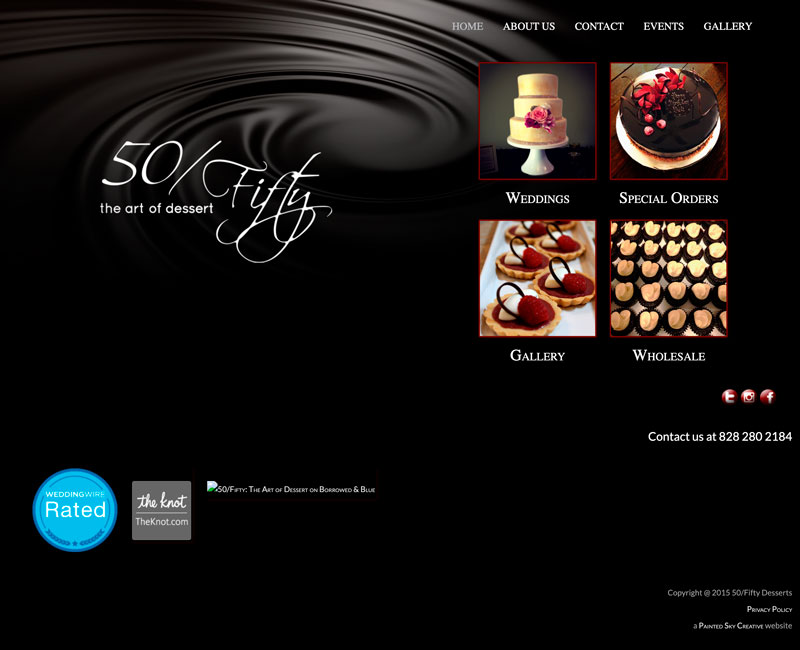 HOME ABOUT US CONTACT EVENTS GALLERY
50/Fifty
the art of dessert
Weddings Special Orders
Gallery Wholesale
Contact us at 828 280 2184
WEDDINGWIRE
Rated
the knot
TheKnot.com
50/Fifty: The Art of Dessert on Borrowed & Blue
Copyright @ 2015 50/Fifty Desserts
Privacy Policy
a Painted Sky Creative website